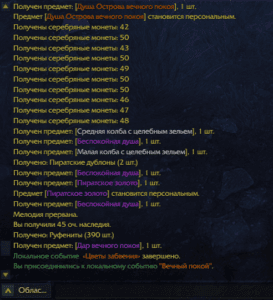 Получен предмет: [Душа Острова вечного покоя], 1 шт.
Предмет [Душа Острова вечного покоя] становится персональным.
Получены серебряные монеты: 42
Получены серебряные монеты: 50
Получены серебряные монеты: 43
Получены серебряные монеты: 50
Получены серебряные монеты: 49
Получены серебряные монеты: 50
Получены серебряные монеты: 50
Получены серебряные монеты: 46
Получены серебряные монеты: 47
Получены серебряные монеты: 48
Получен предмет: [Средняя колба с целебным зельем], 1 шт.
Получен предмет: [Беспокойная душа], 1 шт.
Получен предмет: [Малая колба с целебным зельем], 1 шт.
Получено: Пиратские дублоны (2 шт.)
Получен предмет: [Беспокойная душа], 1 шт.
Получен предмет: [Пиратское золото], 1 шт.
Предмет [Пиратское золото] становится персональным.
Получен предмет: [Беспокойная душа], 1 шт.
Мелодия прервана.
Вы получили 45 оч. наследия.
Получено: Руфениты (390 шт.)
Получен предмет: [Дар вечного покоя], 1 шт.
Локальное событие «Цветы забвения» завершено.
Вы присоединились к локальному событию "Вечный покой".
Облас...